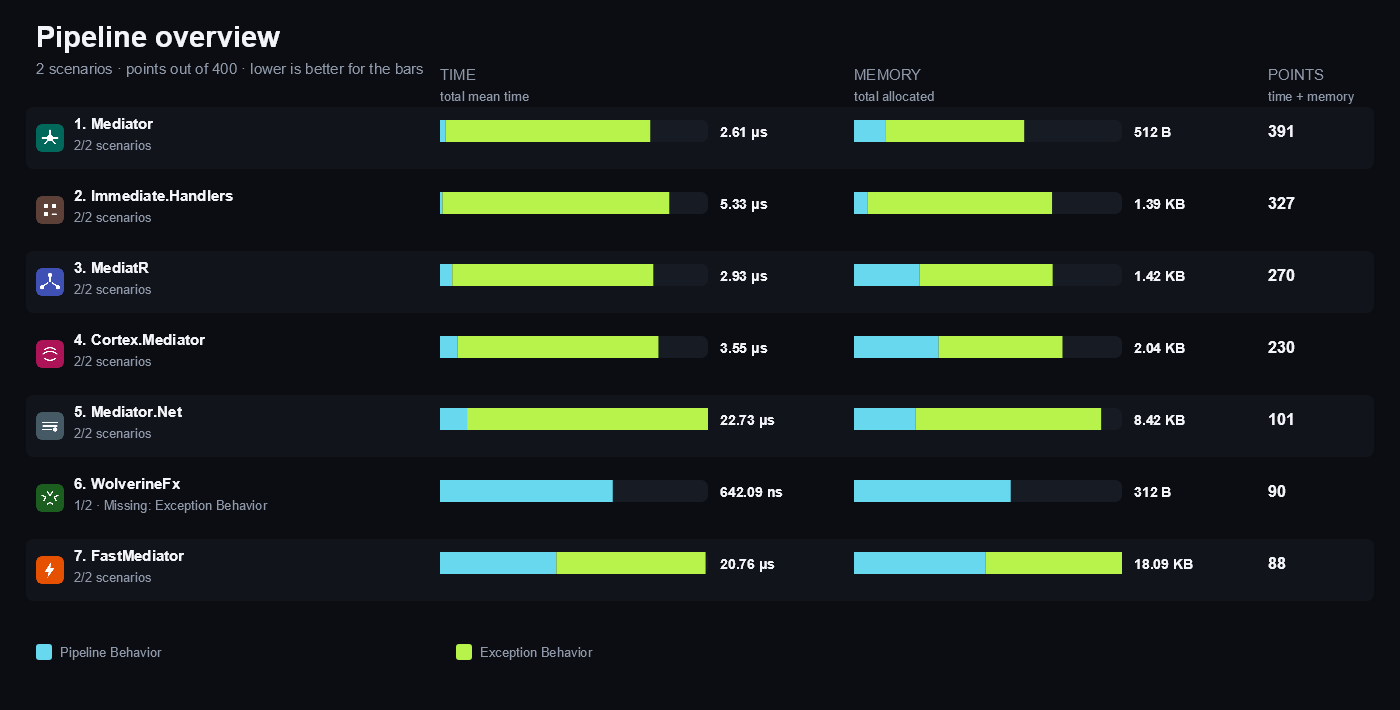 Pipeline overview
2 scenarios · points out of 400 · lower is better for the bars
TIME
total mean time
MEMORY
total allocated
POINTS
time + memory
1. Mediator
2/2 scenarios
2.61 µs
512 B
391
2. Immediate.Handlers
2/2 scenarios
5.33 µs
1.39 KB
327
3. MediatR
2/2 scenarios
2.93 µs
1.42 KB
270
4. Cortex.Mediator
2/2 scenarios
3.55 µs
2.04 KB
230
5. Mediator.Net
2/2 scenarios
22.73 µs
8.42 KB
101
6. WolverineFx
1/2 · Missing: Exception Behavior
642.09 ns
312 B
90
7. FastMediator
2/2 scenarios
20.76 µs
18.09 KB
88
Pipeline Behavior
Exception Behavior